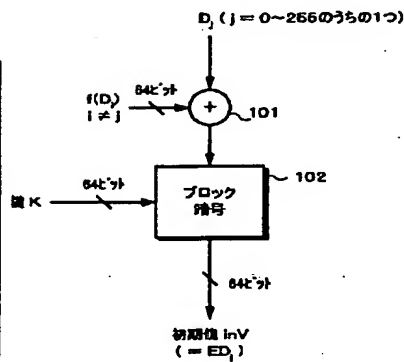 Dj (j = 0~255のうちの1つ)
64ビット
f(Di)
i ≠ j
+
101
64ビット
鍵 K
ブロック
暗号
102
64ビット
初期値 inV
( = EDj )